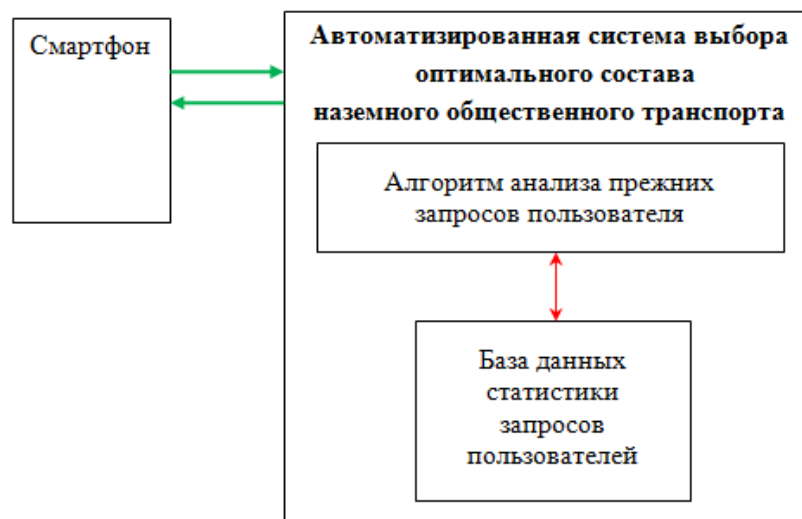 Смартфон
Автоматизированная система выбора
оптимального состава
наземного общественного транспорта
Алгоритм анализа прежних
запросов пользователя
База данных
статистики
запросов
пользователей